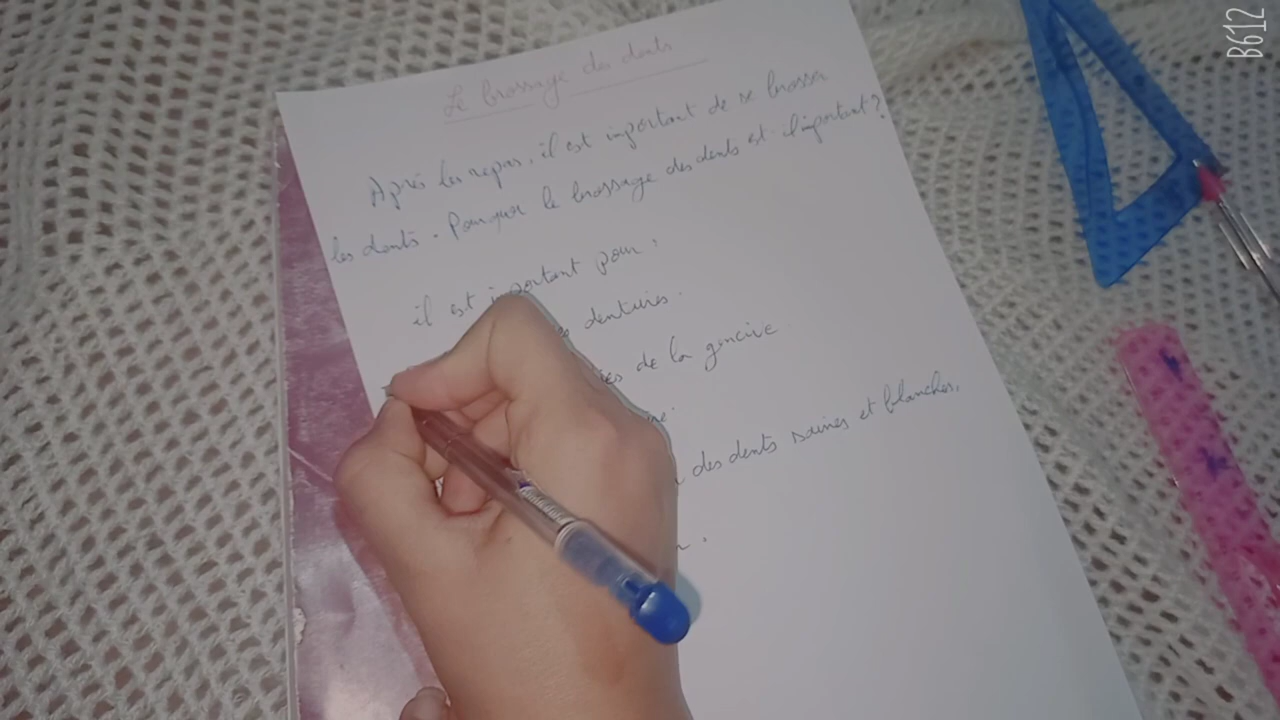 Le brossage des dents
Après les repas, il est important de se brosser
les dents. Pourquoi le brossage des dents est-il important?
il est important pour,
dentures.
de la gencive
des dents saines et blanches,
B612